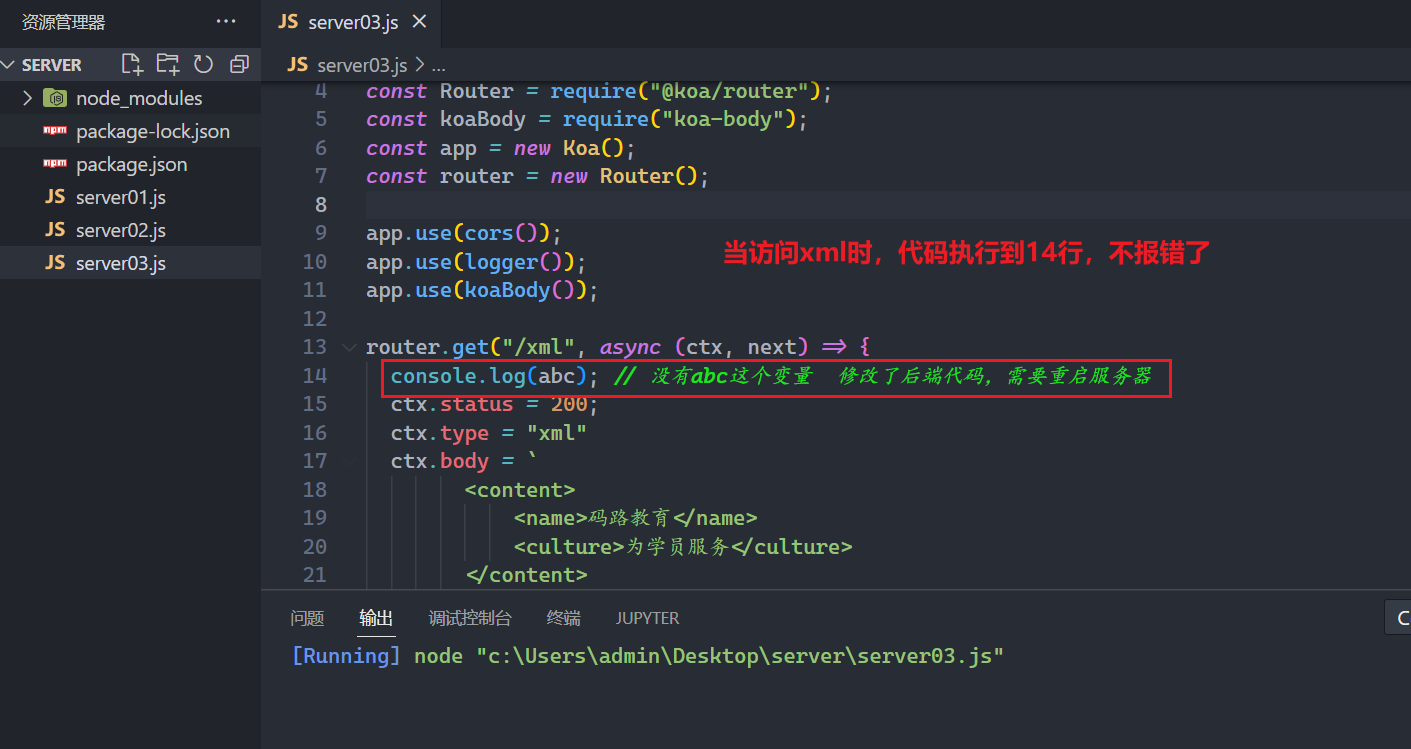 资源管理器 ···
JS server03.js ×
SERVER
JS server03.js > ...
node_modules
package-lock.json
package.json
JS server01.js
JS server02.js
JS server03.js
4 const Router = require("@koa/router");
5 const koaBody = require("koa-body");
6 const app = new Koa();
7 const router = new Router();
8
9 app.use(cors());
10 app.use(logger());
11 app.use(koaBody());
当访问xml时，代码执行到14行，不报错了
12
13 router.get("/xml", async (ctx, next) => {
14 console.log(abc); // 没有abc这个变量 修改了后端代码，需要重启服务器
15 ctx.status = 200;
16 ctx.type = "xml"
17 ctx.body = `
18 <content>
19 <name>码路教育</name>
20 <culture>为学员服务</culture>
21 </content>
问题 输出 调试控制台 终端 JUPYTER C
[Running] node "c:\Users\admin\Desktop\server\server03.js"